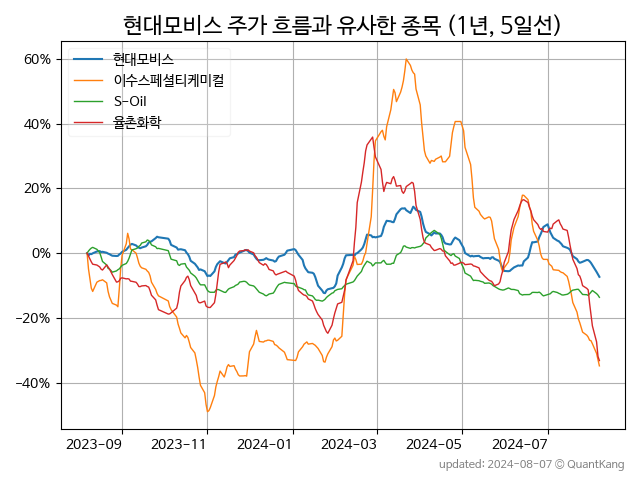 현대모비스 주가 흐름과 유사한 종목 (1년, 5일선)
현대모비스
이수스페셜티케미컬
S-Oil
율촌화학
60%
40%
20%
0%
−20%
−40%
2023-09 2023-11 2024-01 2024-03 2024-05 2024-07
updated: 2024-08-07 © QuantKang